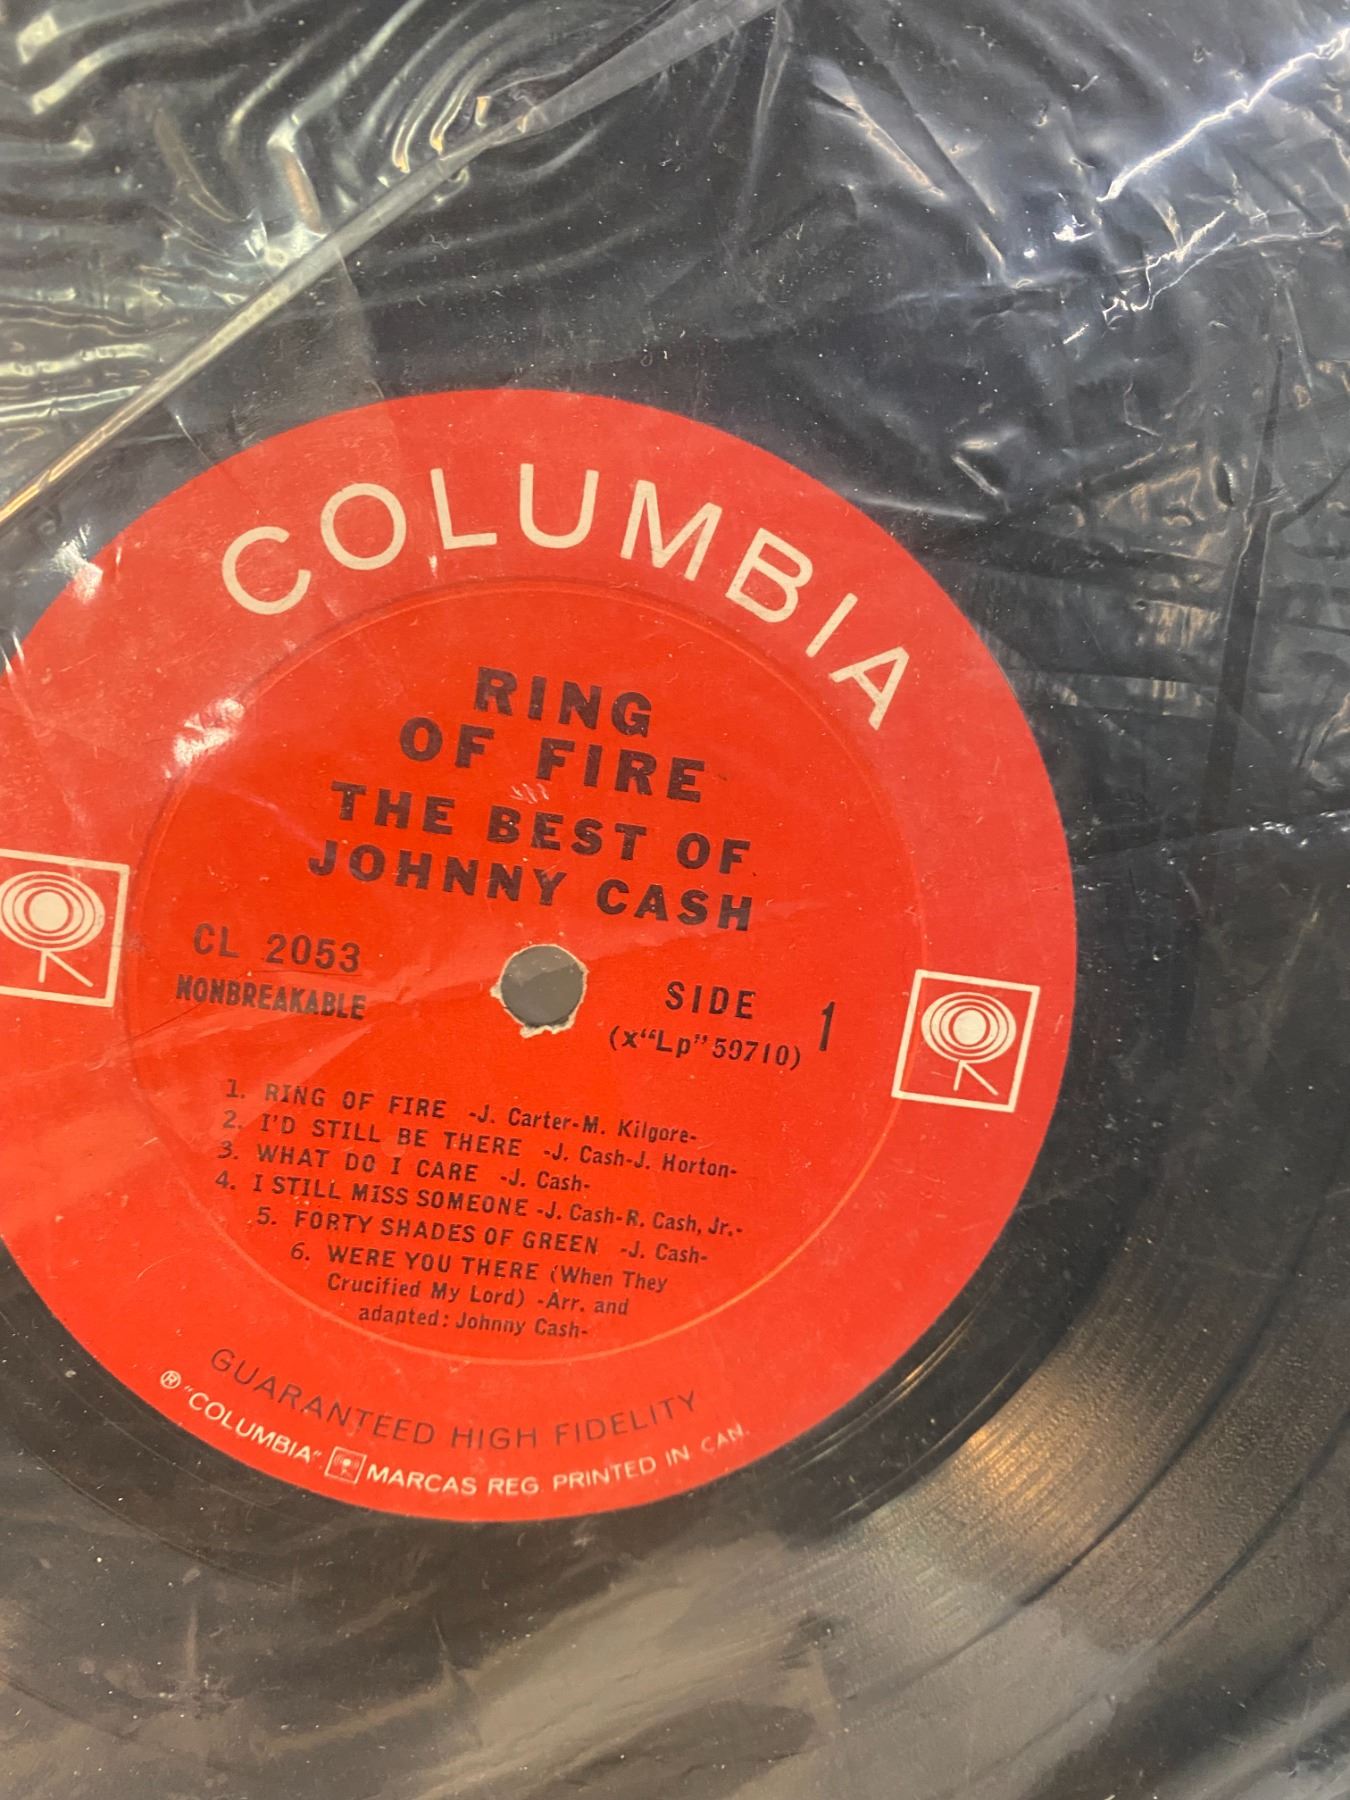 COLUMBIA
RING
OF FIRE
THE BEST OF
JOHNNY CASH
CL 2053
NONBREAKABLE
SIDE 1
(x"Lp" 59710)
1. RING OF FIRE -J. Carter-M. Kilgore-
2. I'D STILL BE THERE -J. Cash-J. Horton-
3. WHAT DO I CARE -J. Cash-
4. I STILL MISS SOMEONE -J. Cash-R. Cash, Jr.-
5. FORTY SHADES OF GREEN -J. Cash-
6. WERE YOU THERE (When They
Crucified My Lord) -Arr. and
adapted: Johnny Cash-
GUARANTEED HIGH FIDELITY
® "COLUMBIA" MARCAS REG. PRINTED IN CAN.